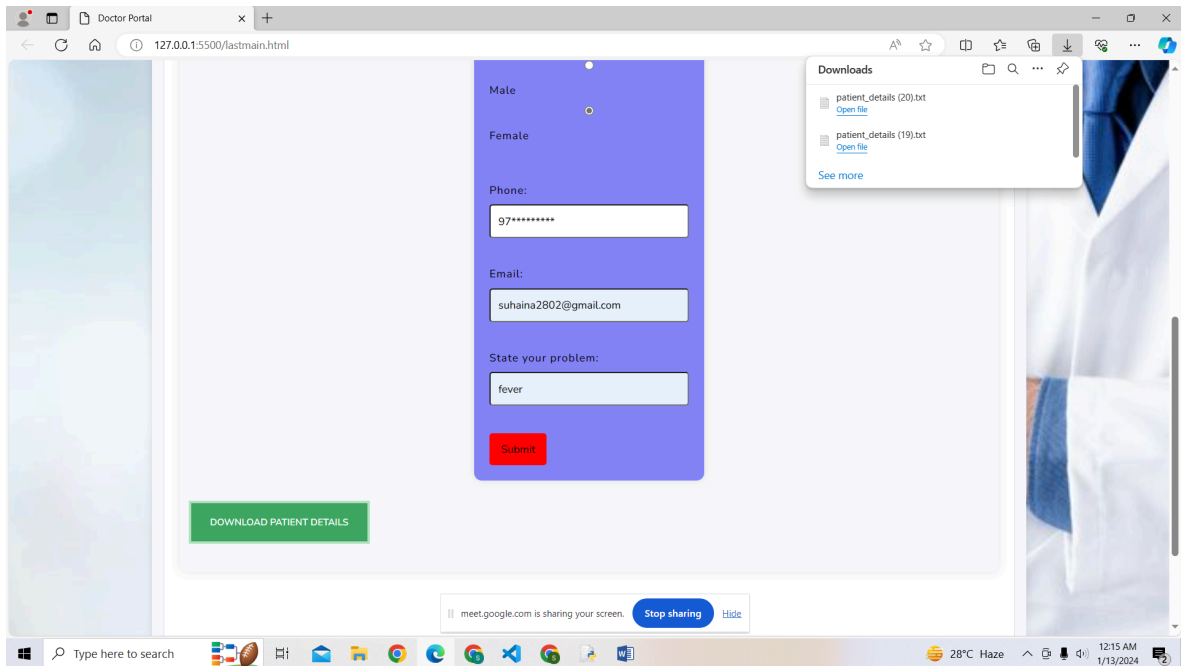 Doctor Portal
127.0.0.1:5500/lastmain.html
Downloads
patient_details (20).txt
Open file
patient_details (19).txt
Open file
See more
Male
Female
Phone:
97*********
Email:
suhaina2802@gmail.com
State your problem:
fever
Submit
DOWNLOAD PATIENT DETAILS
meet.google.com is sharing your screen. Stop sharing Hide
Type here to search
28°C Haze
12:15 AM
1/13/2024
2